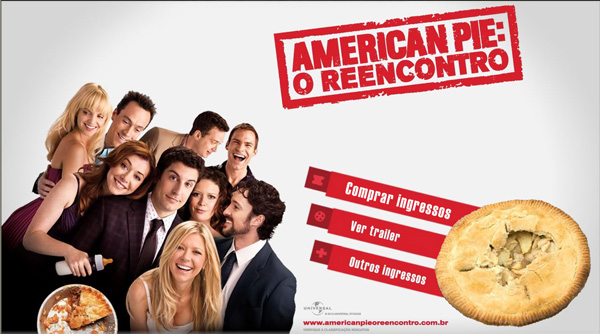 AMERICAN PIE:
O REENCONTRO
Comprar ingressos
Ver trailer
Outros ingressos
UNIVERSAL
www.americanpieoreencontro.com.br